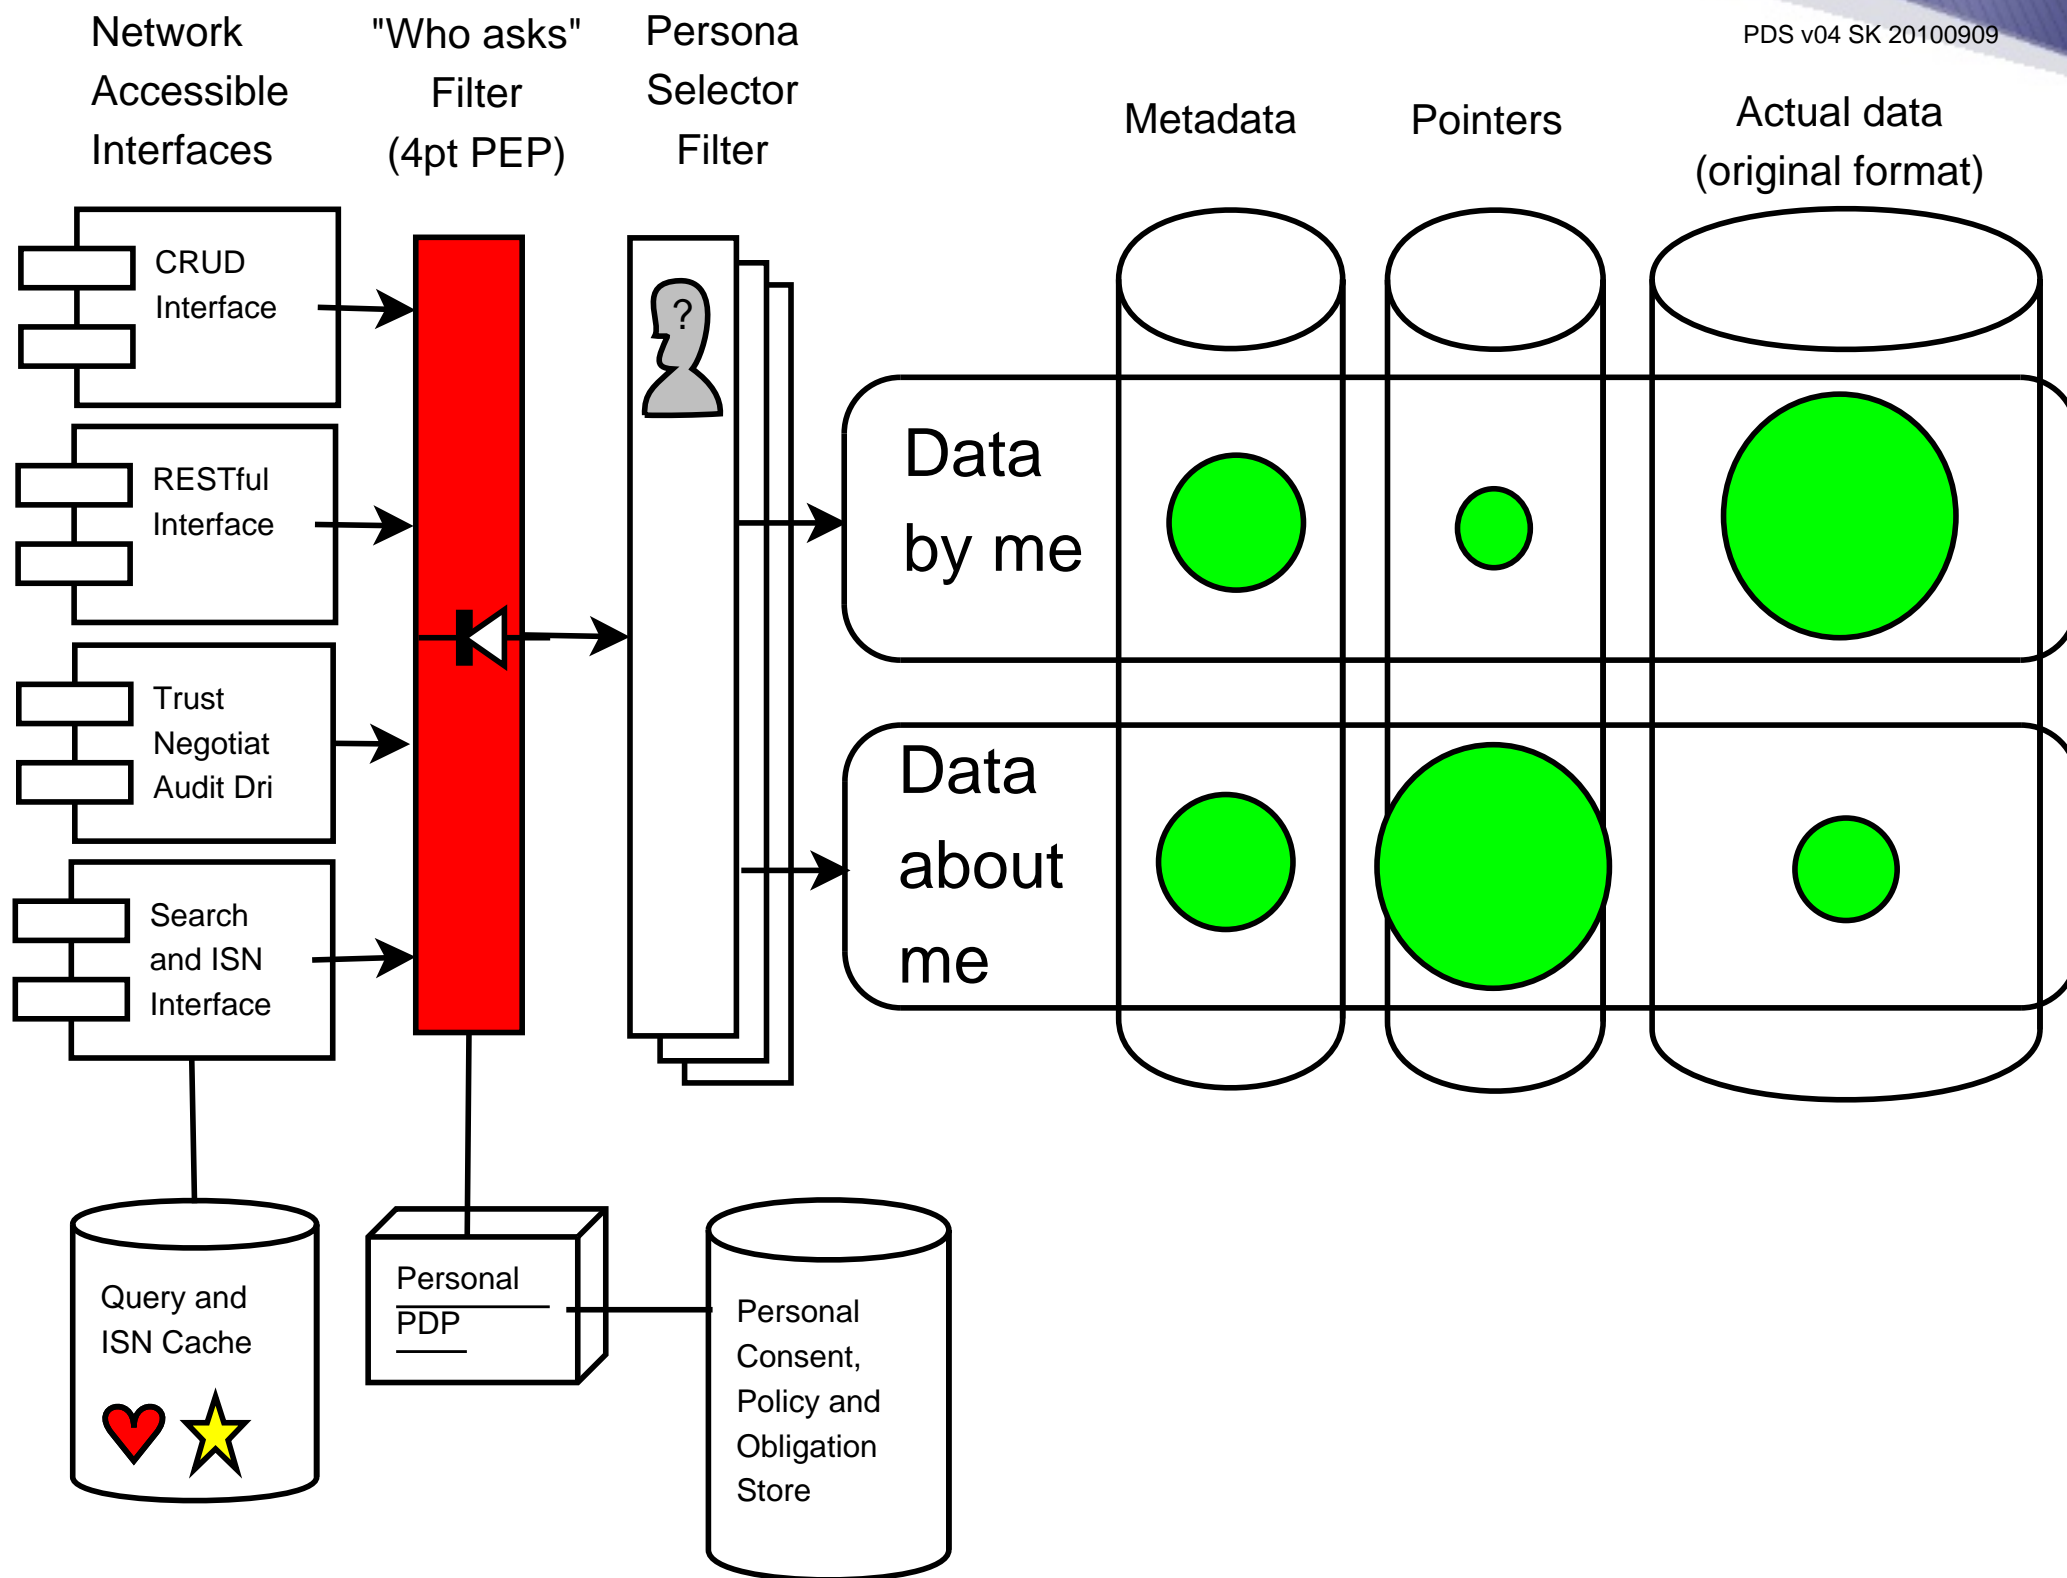 PDS v04 SK 20100909
Network
Accessible
Interfaces
"Who asks"
Filter
(4pt PEP)
Persona
Selector
Filter
Metadata
Pointers
Actual data
(original format)
CRUD
Interface
RESTful
Interface
Trust
Negotiat
Audit Dri
Search
and ISN
Interface
?
Data
by me
Data
about
me
Query and
ISN Cache
Personal
PDP
Personal
Consent,
Policy and
Obligation
Store